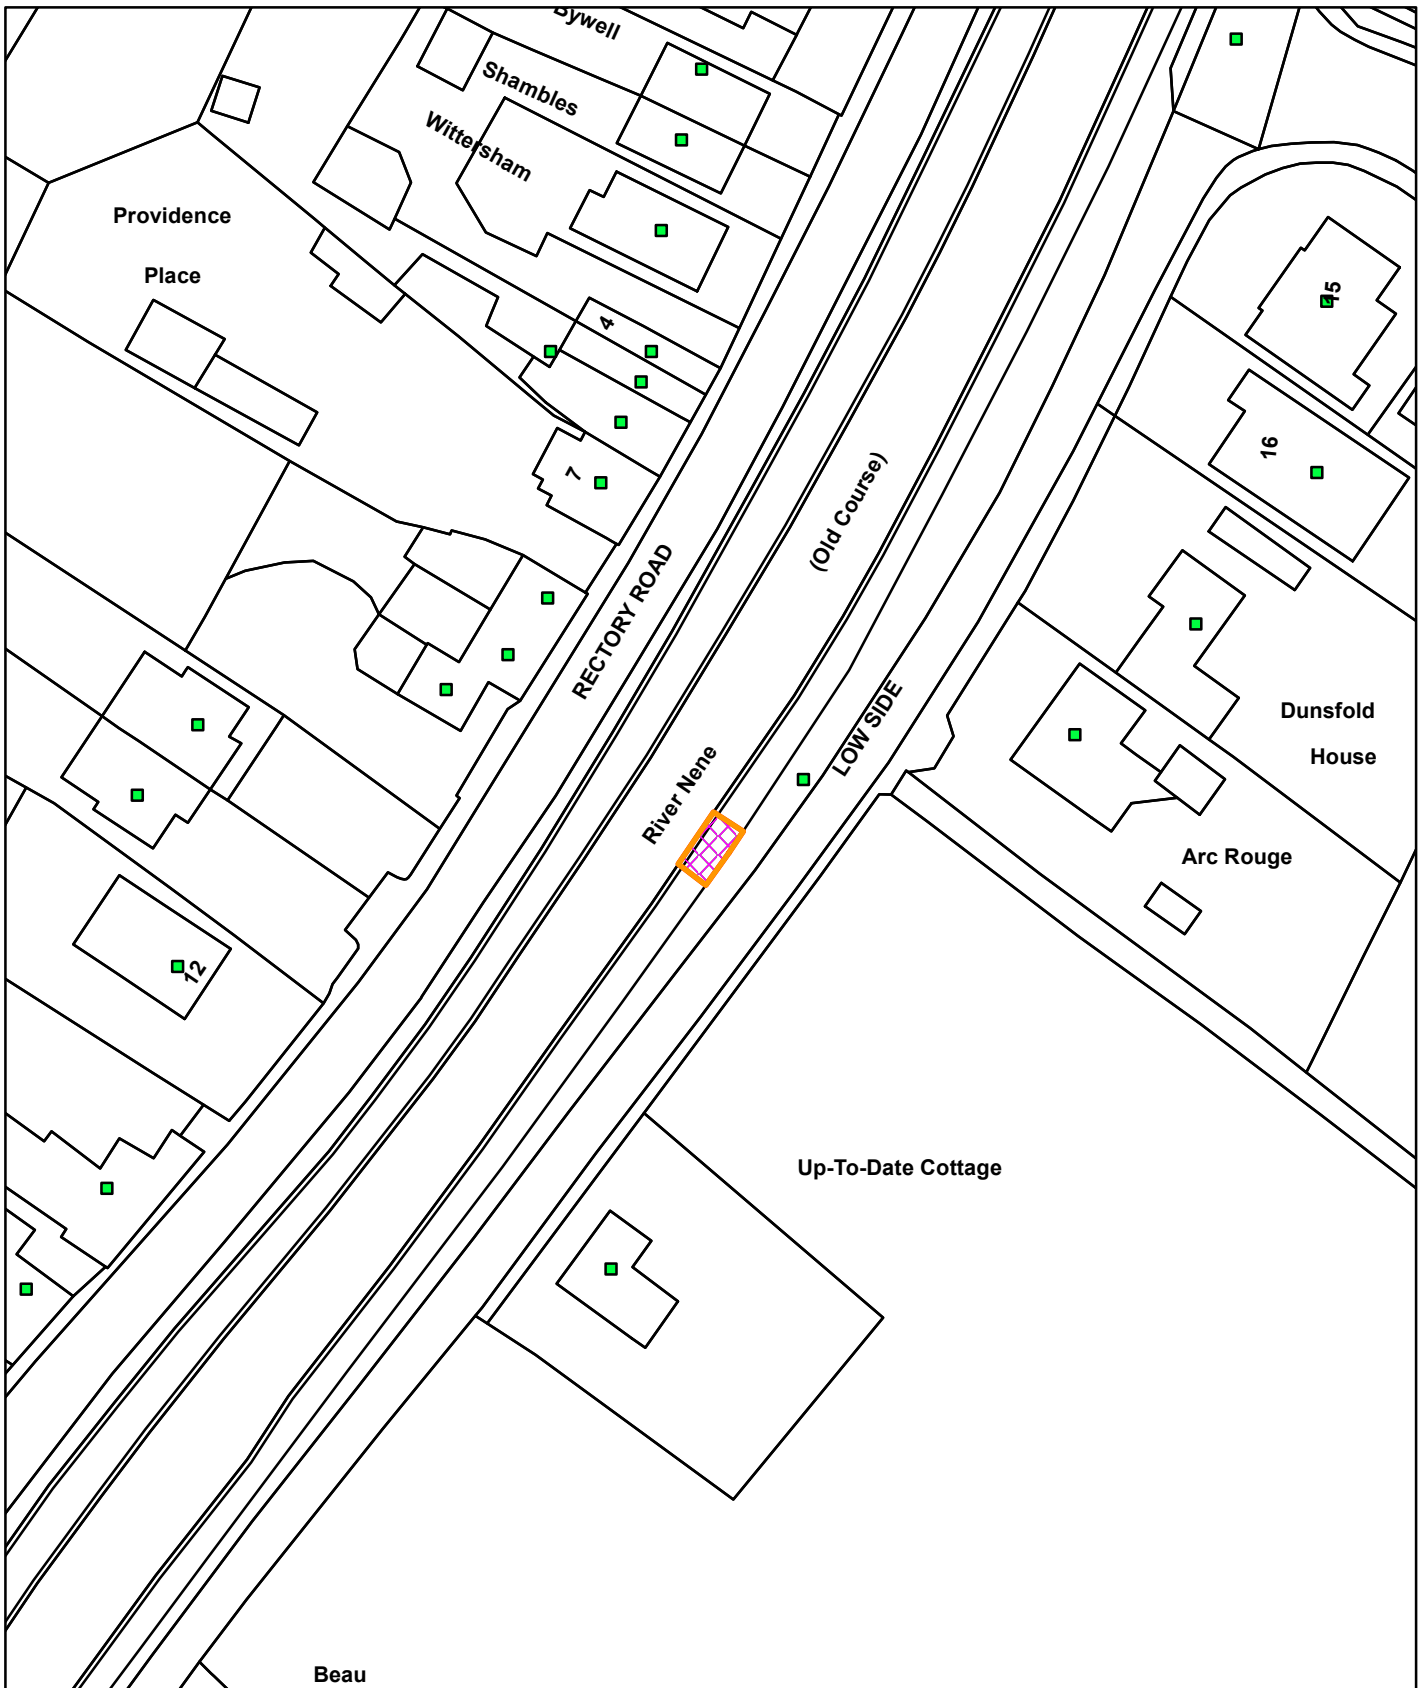 Bywell
Shambles
Wittersham
Providence
Place
15
4
16
7
(Old Course)
RECTORY ROAD
LOW SIDE
Dunsfold
House
River Nene
Arc Rouge
12
Up-To-Date Cottage
Beau